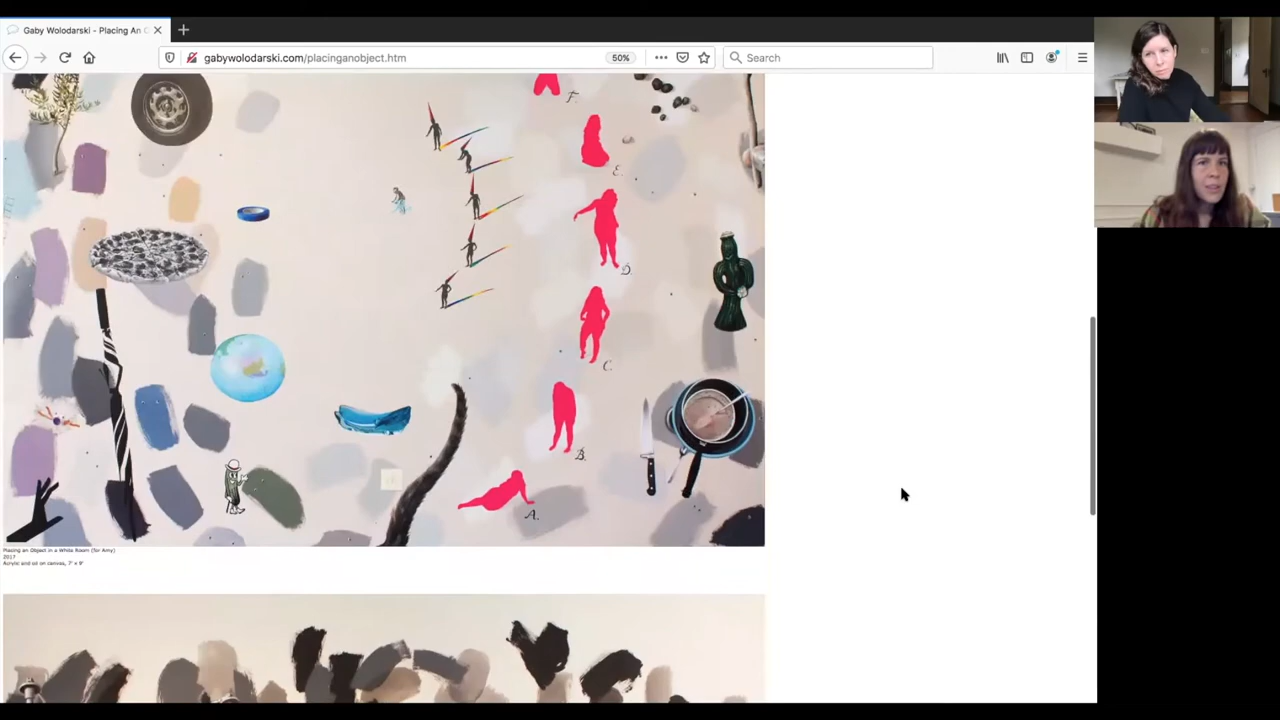 Gaby Wolodarski - Placing An O
gabywolodarski.com/placinganobject.htm
50%
Search
F.
E.
D.
C.
B.
A.
Placing an Object in a White Room (for Amy)
2017
Acrylic and oil on canvas, 7' x 9'